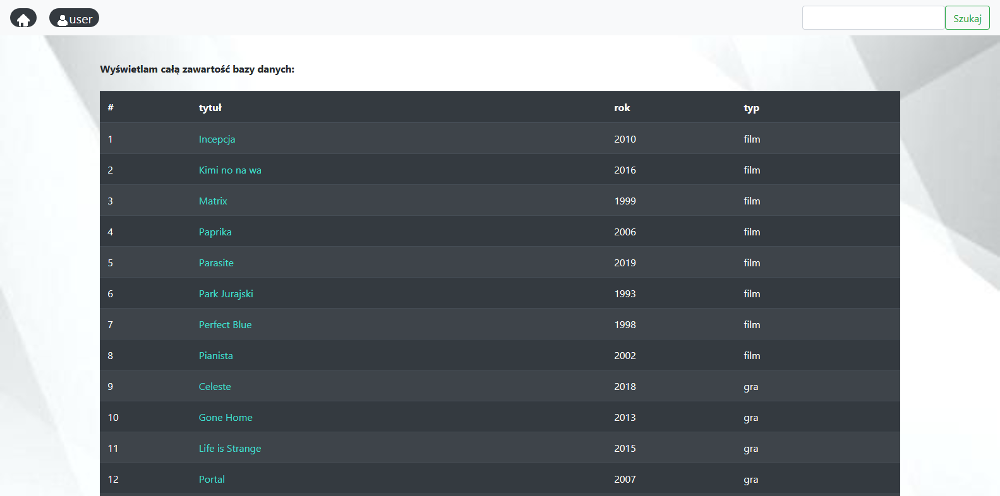 user Szukaj
Wyświetlam całą zawartość bazy danych:
# tytuł rok typ
1 Incepcja 2010 film
2 Kimi no na wa 2016 film
3 Matrix 1999 film
4 Paprika 2006 film
5 Parasite 2019 film
6 Park Jurajski 1993 film
7 Perfect Blue 1998 film
8 Pianista 2002 film
9 Celeste 2018 gra
10 Gone Home 2013 gra
11 Life is Strange 2015 gra
12 Portal 2007 gra